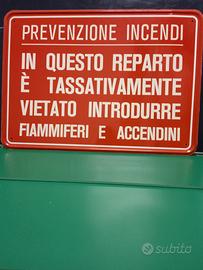 PREVENZIONE INCENDI
IN QUESTO REPARTO
È TASSATIVAMENTE
VIETATO INTRODURRE
FIAMMIFERI E ACCENDINI
subito